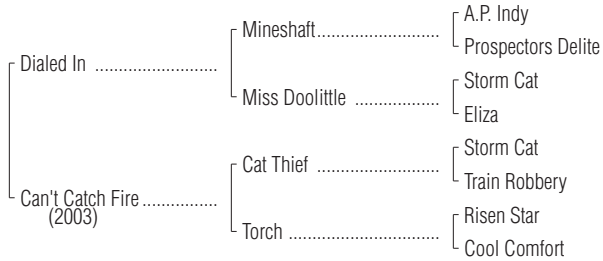 A.P. Indy
Mineshaft....................
Prospectors Delite
Dialed In ....................
Storm Cat
Miss Doolittle ..............
Eliza
Storm Cat
Cat Thief ....................
Train Robbery
Can't Catch Fire ............
(2003)
Risen Star
Torch .........................
Cool Comfort